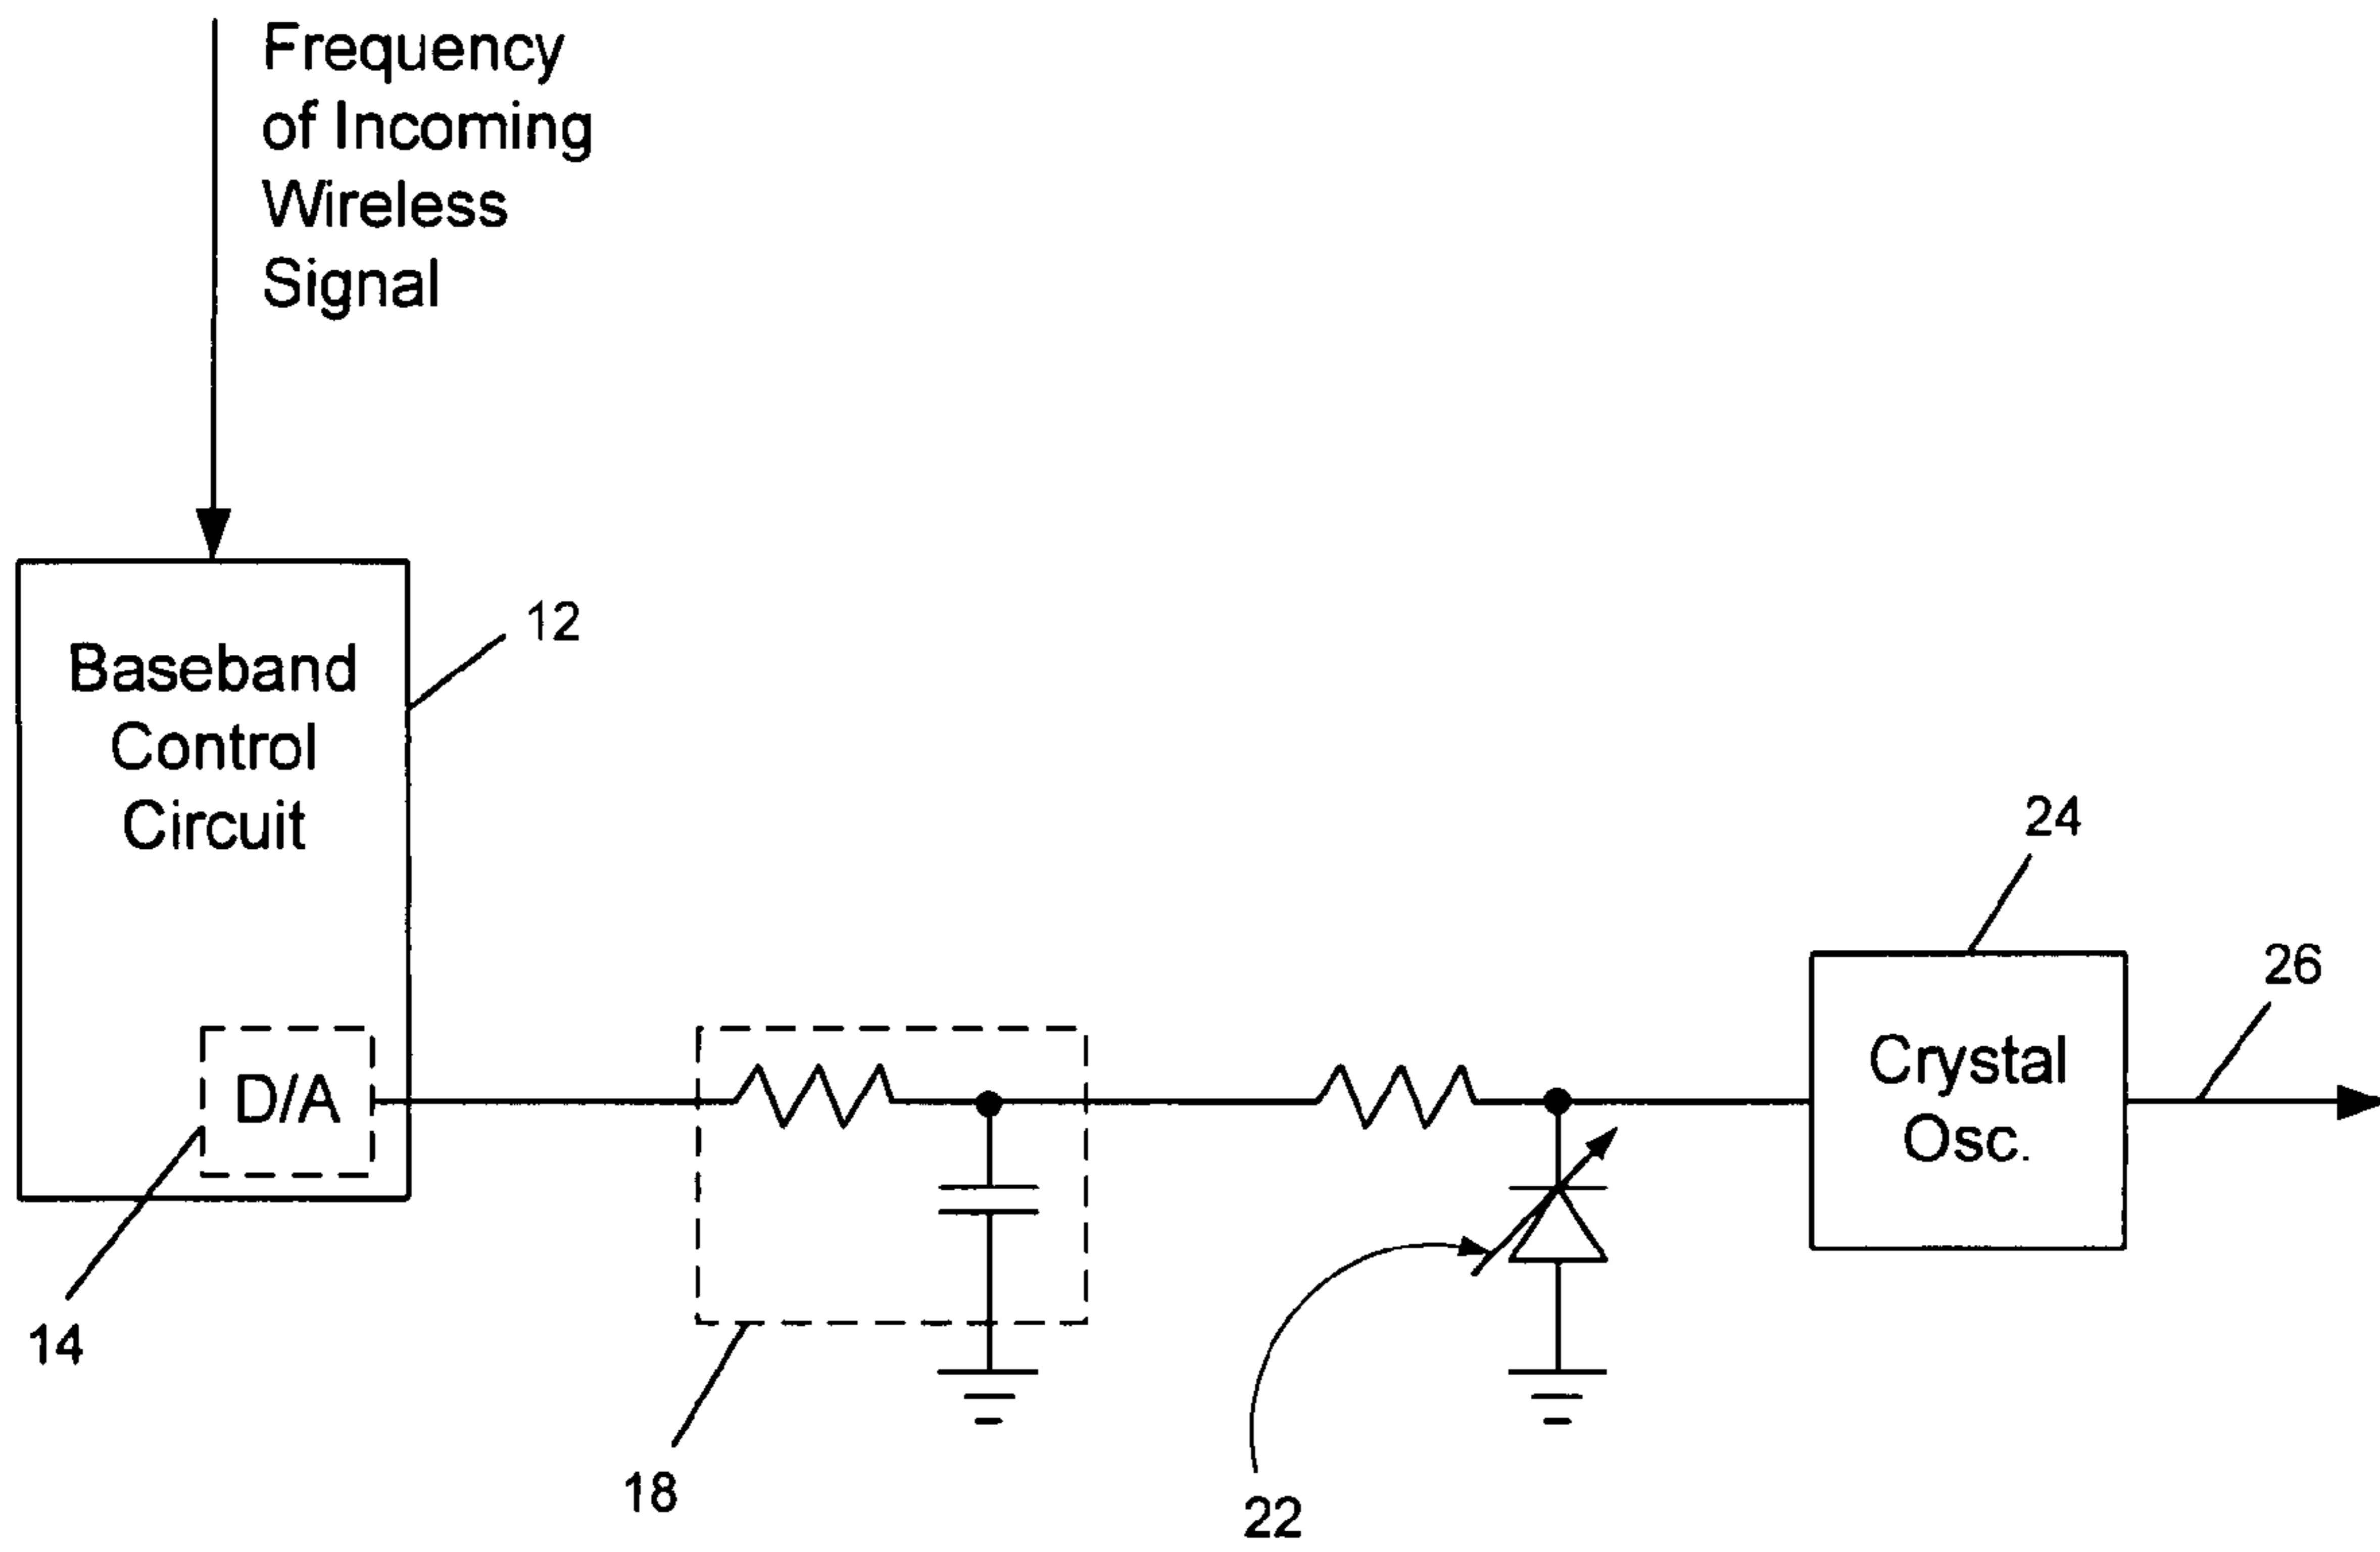 Frequency
of Incoming
Wireless
Signal
12
Baseband
Control
Circuit
24
26
Crystal
Osc.
D/A
14
18
22